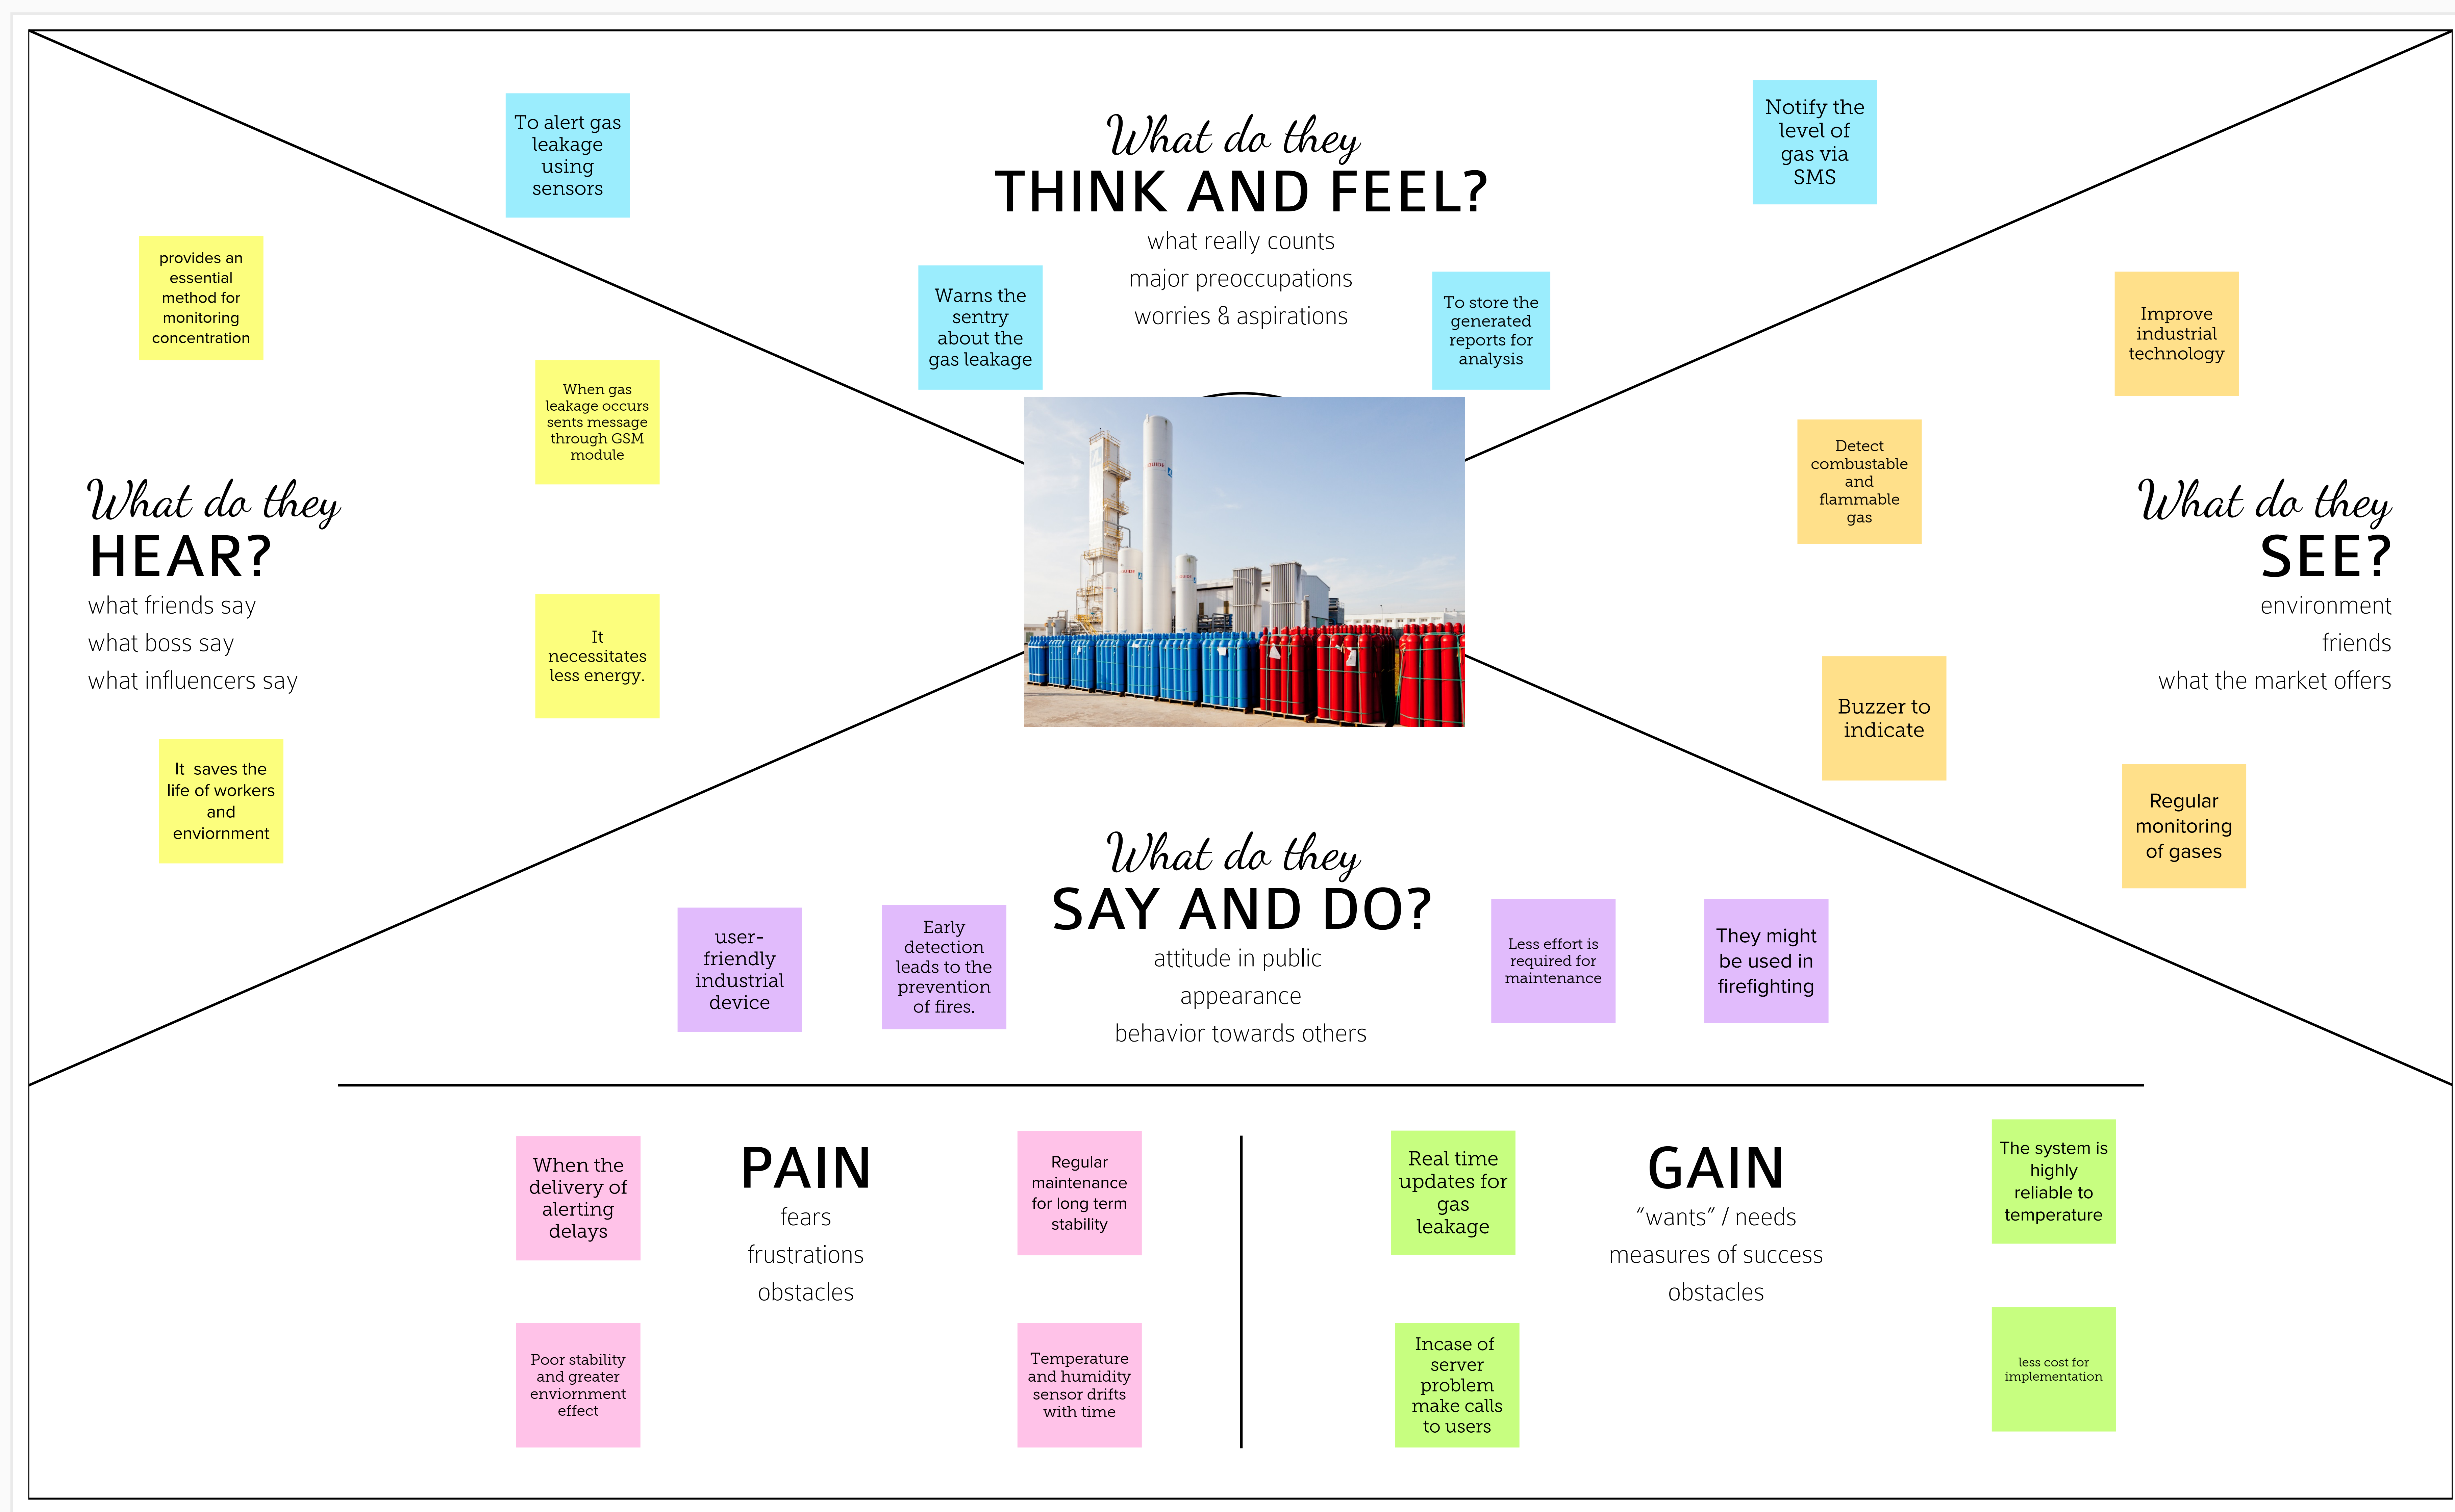 To alert gas
leakage
using
sensors
What do they
THINK AND FEEL?
what really counts
major preoccupations
worries & aspirations
Notify the
level of
gas via
SMS
Warns the
sentry
about the
gas leakage
To store the
generated
reports for
analysis
provides an
essential
method for
monitoring
concentration
When gas
leakage occurs
sents message
through GSM
module
What do they
HEAR?
what friends say
what boss say
what influencers say
It
necessitates
less energy.
It  saves the
life of workers
and
enviornment
GUIDE
GUIDE
Improve
industrial
technology
Detect
combustable
and
flammable
gas
What do they
SEE?
environment
friends
what the market offers
Buzzer to
indicate
Regular
monitoring
of gases
What do they
SAY AND DO?
attitude in public
appearance
behavior towards others
user-
friendly
industrial
device
Early
detection
leads to the
prevention
of fires.
Less effort is
required for
maintenance
They might
be used in
firefighting
PAIN
fears
frustrations
obstacles
When the
delivery of
alerting
delays
Regular
maintenance
for long term
stability
Poor stability
and greater
enviornment
effect
Temperature
and humidity
sensor drifts
with time
GAIN
“wants” / needs
measures of success
obstacles
Real time
updates for
gas
leakage
The system is
highly
reliable to
temperature
Incase of
server
problem
make calls
to users
less cost for
implementation